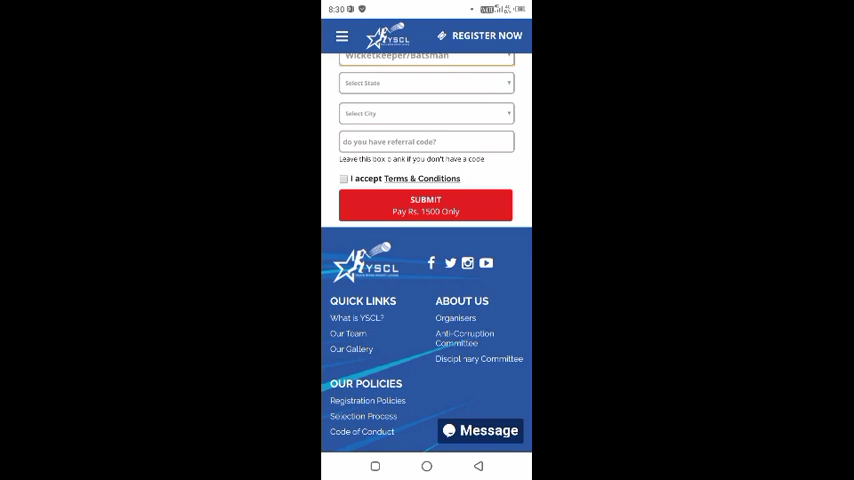 8:30
YSCL
REGISTER NOW
Wicketkeeper/Batsman
Select State
Select City
do you have referral code?
Leave this box blank if you don't have a code
I accept Terms & Conditions
SUBMIT
Pay Rs. 1500 Only
YSCL
QUICK LINKS
What is YSCL?
Our Team
Our Gallery
ABOUT US
Organisers
Anti-Corruption
Committee
Disciplinary Committee
OUR POLICIES
Registration Policies
Selection Process
Code of Conduct
Message